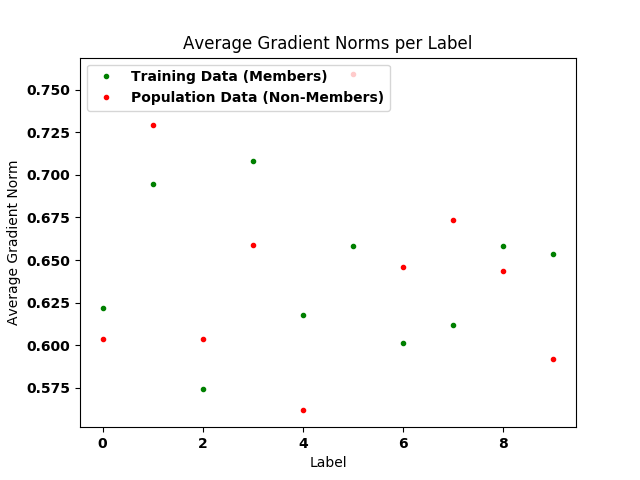 Average Gradient Norms per Label
Training Data (Members)
Population Data (Non-Members)
0.750
0.725
0.700
0.675
0.650
0.625
0.600
0.575
Average Gradient Norm
0 2 4 6 8
Label